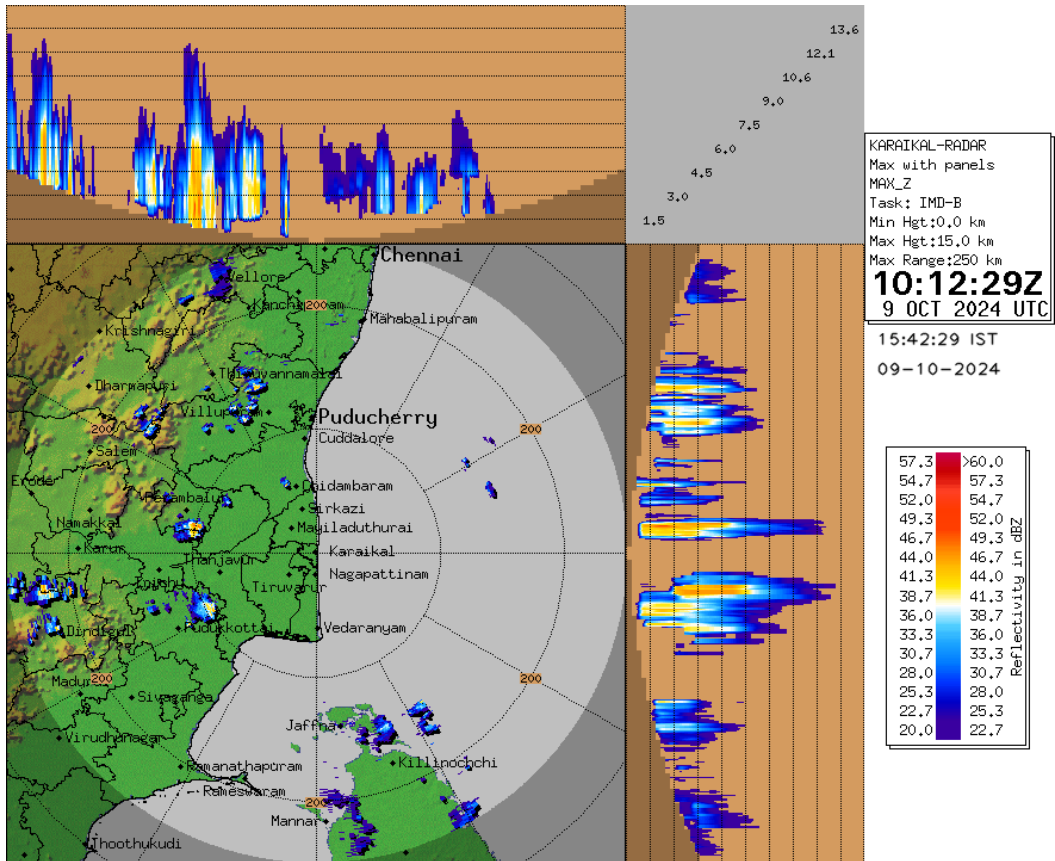 13.6
12.1
10.6
9.0
7.5
6.0
4.5
3.0
1.5
KARAIKAL-RADAR
Max with panels
MAX_Z
Task: IMD-B
Min Hgt:0.0 km
Max Hgt:15.0 km
Max Range:250 km
10:12:29Z
9 OCT 2024 UTC
15:42:29 IST
09-10-2024
Chennai
Vellore
200
Mahabalipuram
Krishnagiri
Thiruvannamalai
Dharmapuri
Villupuram
Puducherry
200
200
Cuddalore
Salem
Erode
Chidambaram
Perambalur
Sirkazi
Namakkal
Mayiladuthurai
Karur
Karaikal
Thanjavur
Nagapattinam
Trichy
Tiruvarur
Dindigul
Pudukkottai
Vedaranyam
200
200
Sivaganga
Jaffna
Virudhunagar
Ramanathapuram
Killinochchi
Rameswaram
200
Mannar
Thoothukudi
57.3 >60.0
54.7 57.3
52.0 54.7
49.3 52.0
46.7 49.3
44.0 46.7
41.3 44.0
38.7 41.3
36.0 38.7
33.3 36.0
30.7 33.3
28.0 30.7
25.3 28.0
22.7 25.3
20.0 22.7
Reflectivity in dBZ